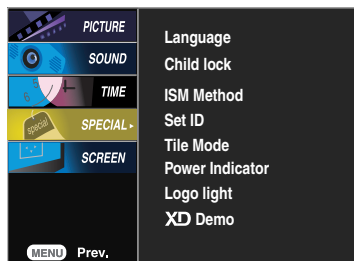 PICTURE
SOUND
TIME
SPECIAL
special
SCREEN
MENU Prev.
Language
Child lock
ISM Method
Set ID
Tile Mode
Power Indicator
Logo light
XD Demo